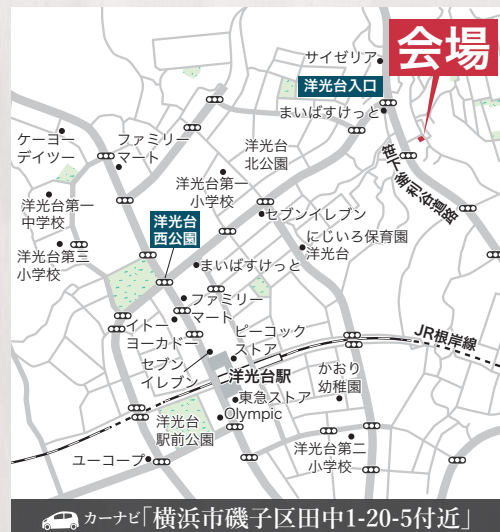 サイゼリア
会場
洋光台入口
まいばすけっと
ケーヨー
デイツー
ファミリー
マート
洋光台
北公園
笹下釜利谷道路
洋光台第一
中学校
洋光台第一
小学校
洋光台
西公園
セブンイレブン
にじいろ保育園
洋光台
洋光台第三
小学校
まいばすけっと
ファミリー
マート
イトー
ヨーカドー
ピーコック
ストア
JR根岸線
セブン
イレブン
洋光台駅
かおり
幼稚園
東急ストア
Olympic
洋光台
駅前公園
洋光台第二
小学校
ユーコープ
カーナビ「横浜市磯子区田中1-20-5付近」